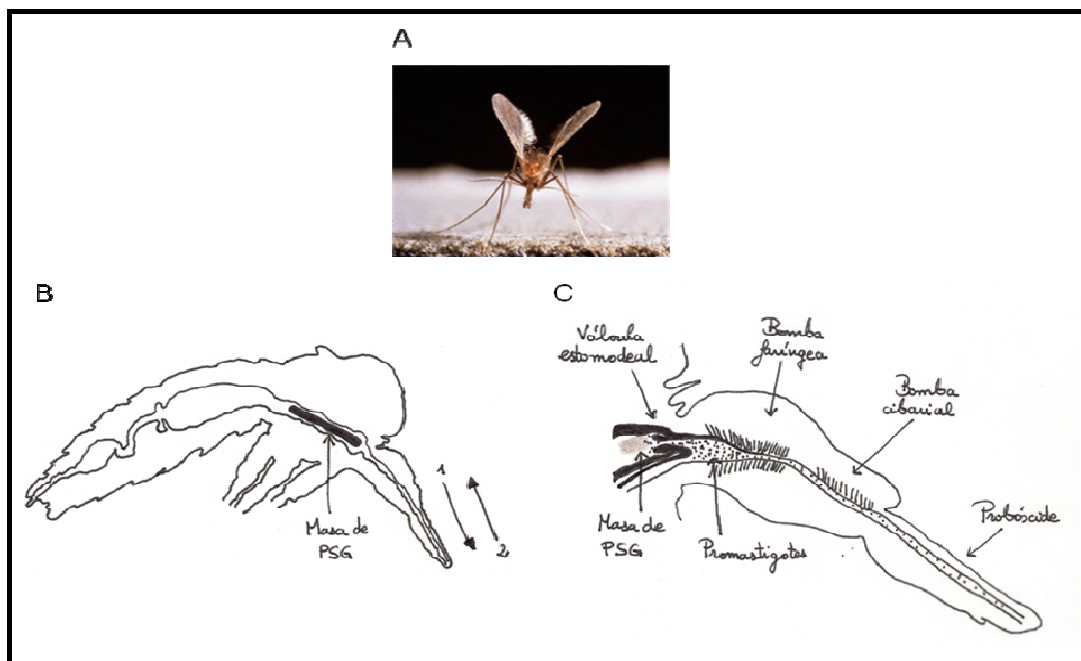 A
B
Masa de
PSG
1
2
C
Válvula
estomodeal
Bomba
faríngea
Bomba
cibarial
Probóscide
Masa de
PSG
Promastigotes